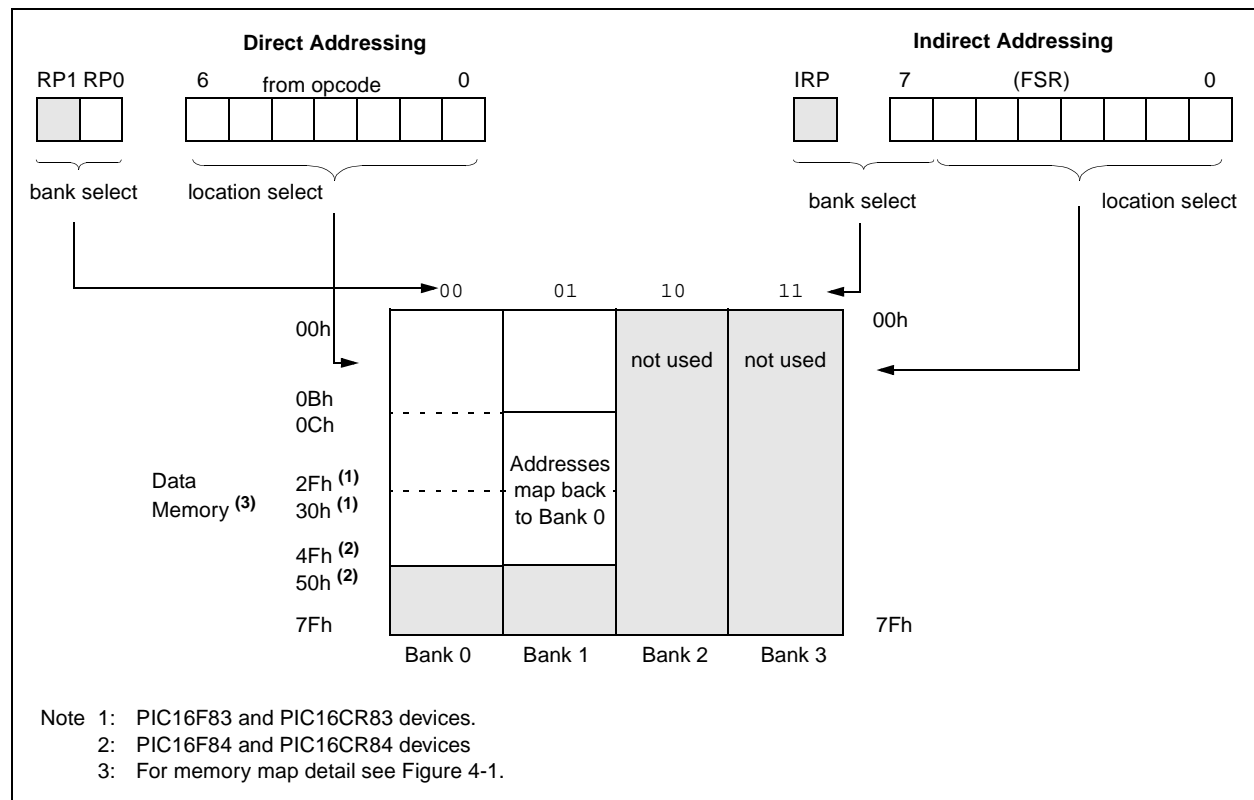 Direct Addressing
Indirect Addressing
RP1 RP0
6 from opcode 0
IRP
7 (FSR) 0
bank select
location select
bank select
location select
00 01 10 11
00h
00h
not used
not used
0Bh
0Ch
Addresses
map back
to Bank 0
Data
Memory (3)
2Fh (1)
30h (1)
4Fh (2)
50h (2)
7Fh
7Fh
Bank 0 Bank 1 Bank 2 Bank 3
Note 1: PIC16F83 and PIC16CR83 devices.
2: PIC16F84 and PIC16CR84 devices
3: For memory map detail see Figure 4-1.